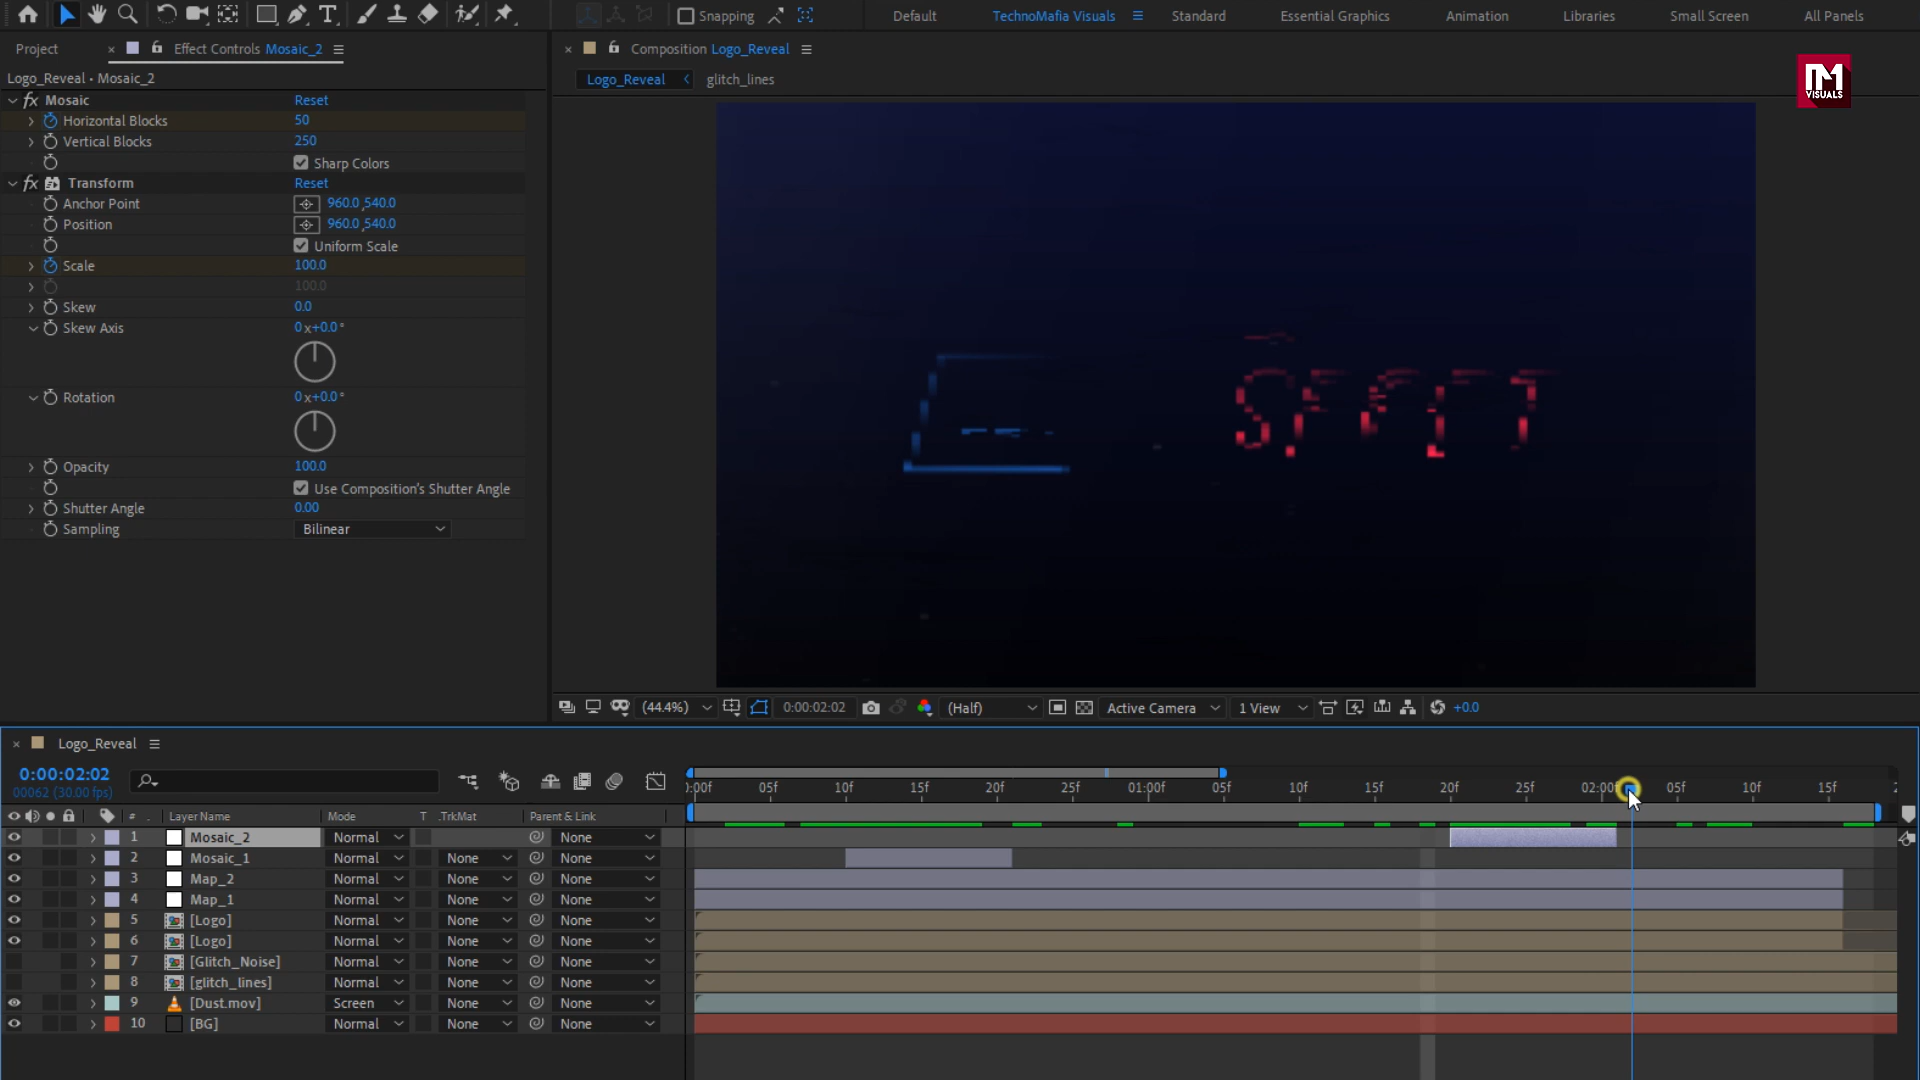 Snapping
Default
TechnoMafia Visuals
Standard
Essential Graphics
Animation
Libraries
Small Screen
All Panels
Project
Effect Controls Mosaic_2
Composition Logo_Reveal
Logo_Reveal • Mosaic_2
Logo_Reveal
glitch_lines
VISUALS
fx Mosaic Reset
Horizontal Blocks 50
Vertical Blocks 250
Sharp Colors
fx Transform Reset
Anchor Point 960.0,540.0
Position 960.0,540.0
Uniform Scale
Scale 100.0
100.0
Skew 0.0
Skew Axis 0x+0.0°
Rotation 0x+0.0°
Opacity 100.0
Use Composition's Shutter Angle
Shutter Angle 0.00
Sampling Bilinear
(44.4%) 0:00:02:02 (Half) Active Camera 1 View +0.0
Logo_Reveal
0:00:02:02
00062 (30.00 fps)
:00f 05f 10f 15f 20f 25f 01:00f 05f 10f 15f 20f 25f 02:00f 05f 10f 15f 2
# Layer Name Mode T .TrkMat Parent & Link
1 Mosaic_2 Normal None
2 Mosaic_1 Normal None None
3 Map_2 Normal None None
4 Map_1 Normal None None
5 [Logo] Normal None None
6 [Logo] Normal None None
7 [Glitch_Noise] Normal None None
8 [glitch_lines] Normal None None
9 [Dust.mov] Screen None None
10 [BG] Normal None None